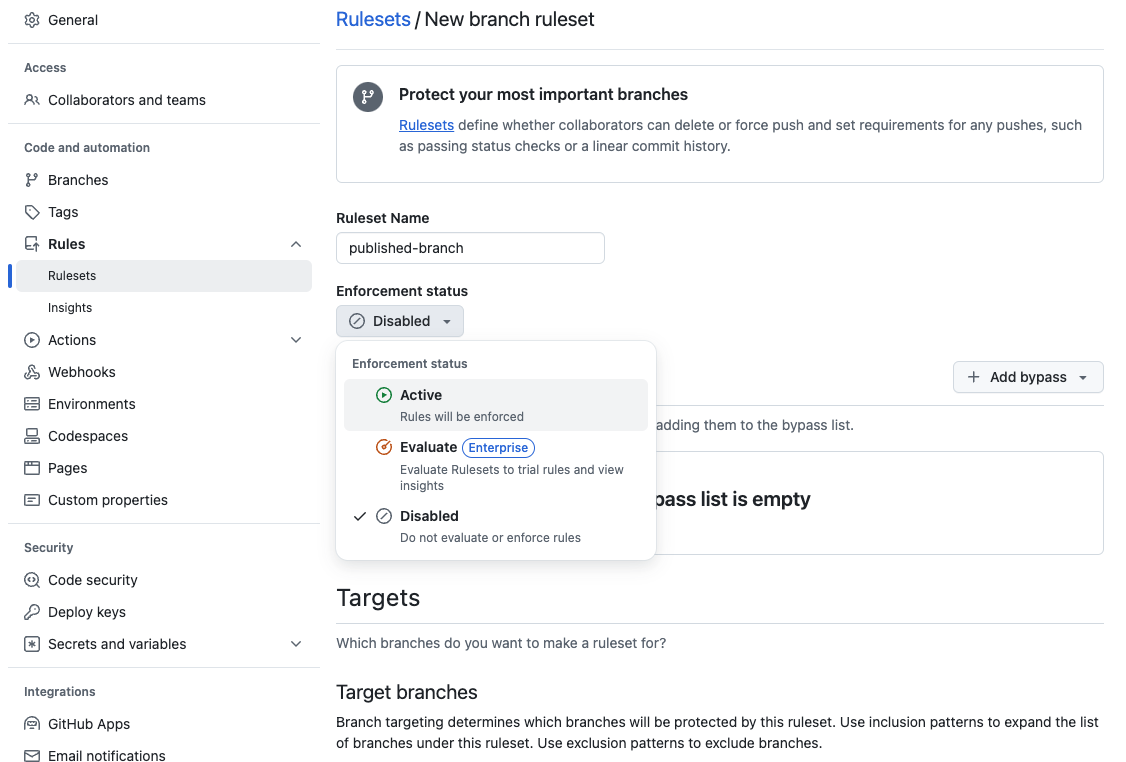 General
Access
Collaborators and teams
Code and automation
Branches
Tags
Rules
Rulesets
Insights
Actions
Webhooks
Environments
Codespaces
Pages
Custom properties
Security
Code security
Deploy keys
Secrets and variables
Integrations
GitHub Apps
Email notifications
Rulesets / New branch ruleset
Protect your most important branches
Rulesets define whether collaborators can delete or force push and set requirements for any pushes, such
as passing status checks or a linear commit history.
Ruleset Name
published-branch
Enforcement status
Disabled
Enforcement status
Active
Rules will be enforced
Evaluate Enterprise
Evaluate Rulesets to trial rules and view
insights
Disabled
Do not evaluate or enforce rules
Add bypass
adding them to the bypass list.
pass list is empty
Targets
Which branches do you want to make a ruleset for?
Target branches
Branch targeting determines which branches will be protected by this ruleset. Use inclusion patterns to expand the list
of branches under this ruleset. Use exclusion patterns to exclude branches.